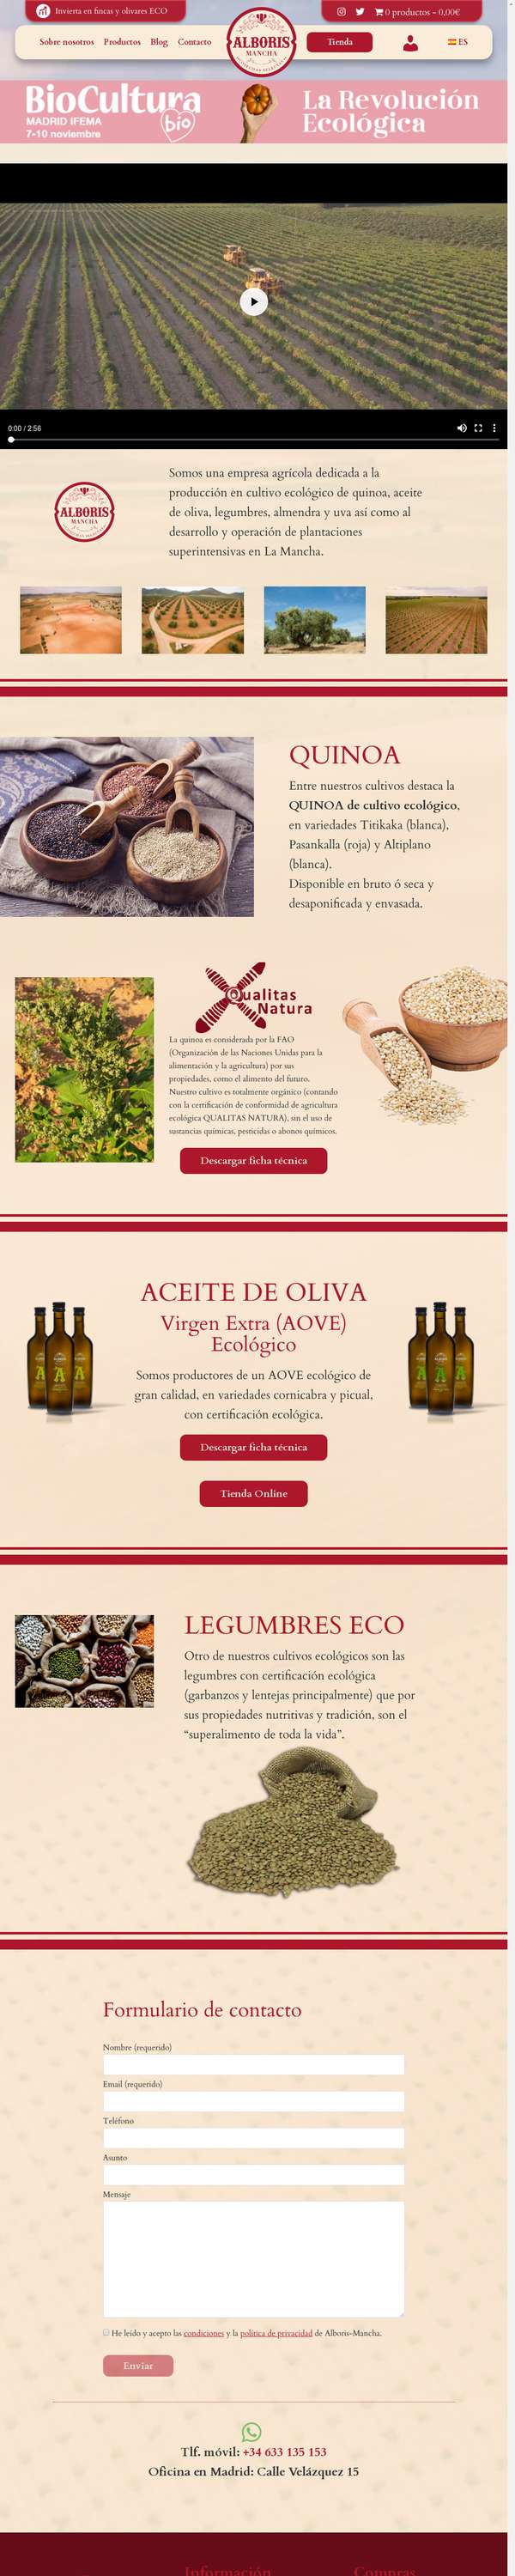 Invierta en fincas y olivares ECO
0 productos - 0,00€
Sobre nosotros Productos Blog Contacto
ALBORIS
MANCHA
Tienda
ES
BioCultura
MADRID IFEMA
7-10 noviembre
bio
La Revolución
Ecológica
0:00 / 2:56
ALBORIS
MANCHA
Somos una empresa agrícola dedicada a la
producción en cultivo ecológico de quinoa, aceite
de oliva, legumbres, almendra y uva así como al
desarrollo y operación de plantaciones
superintensivas en La Mancha.
QUINOA
Entre nuestros cultivos destaca la
QUINOA de cultivo ecológico,
en variedades Titikaka (blanca),
Pasankalla (roja) y Altiplano
(blanca).
Disponible en bruto ó seca y
desaponificada y envasada.
Qualitas
Natura
La quinoa es considerada por la FAO
(Organización de las Naciones Unidas para la
alimentación y la agricultura) por sus
propiedades, como el alimento del futuro.
Nuestro cultivo es totalmente orgánico (contando
con la certificación de conformidad de agricultura
ecológica QUALITAS NATURA), sin el uso de
sustancias químicas, pesticidas o abonos químicos.
Descargar ficha técnica
ACEITE DE OLIVA
Virgen Extra (AOVE)
Ecológico
Somos productores de un AOVE ecológico de
gran calidad, en variedades cornicabra y picual,
con certificación ecológica.
Descargar ficha técnica
Tienda Online
LEGUMBRES ECO
Otro de nuestros cultivos ecológicos son las
legumbres con certificación ecológica
(garbanzos y lentejas principalmente) que por
sus propiedades nutritivas y tradición, son el
“superalimento de toda la vida”.
Formulario de contacto
Nombre (requerido)
Email (requerido)
Teléfono
Asunto
Mensaje
He leído y acepto las condiciones y la política de privacidad de Alboris-Mancha.
Enviar
Tlf. móvil: +34 633 135 153
Oficina en Madrid: Calle Velázquez 15
Información
Compras